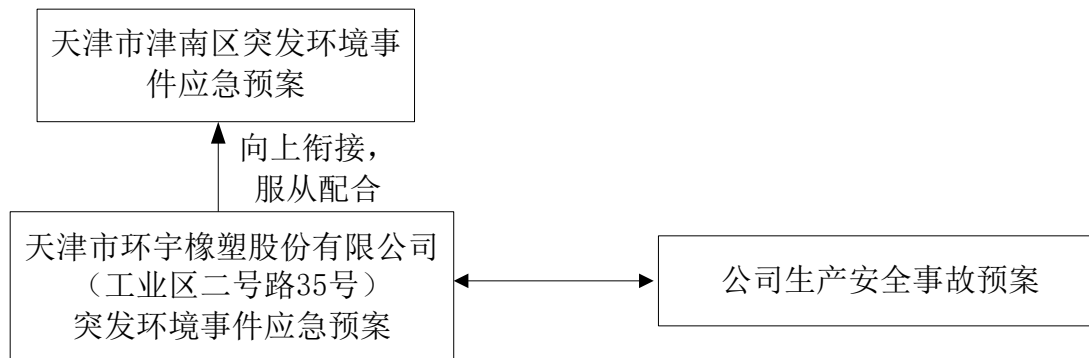 天津市津南区突发环境事
件应急预案
向上衔接，
服从配合
天津市环宇橡塑股份有限公司
（工业区二号路35号）
突发环境事件应急预案
公司生产安全事故预案